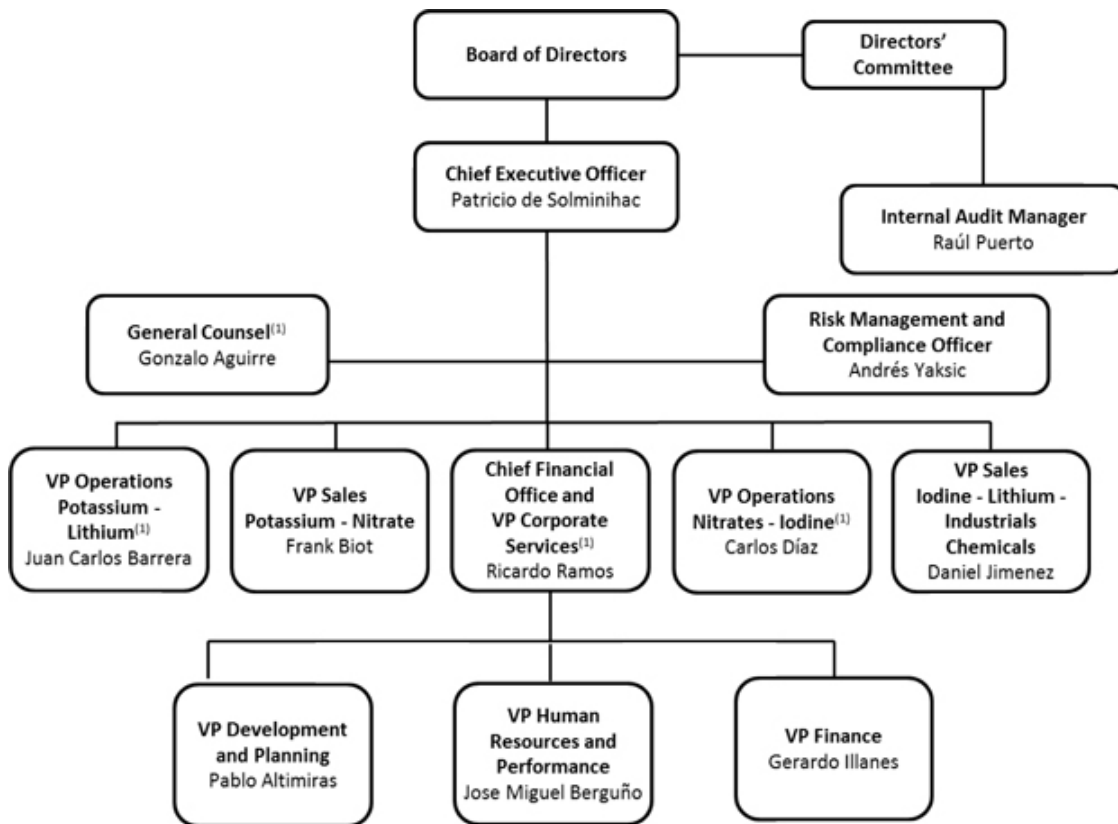 Board of Directors
Directors’
Committee
Chief Executive Officer
Patricio de Solminihac
Internal Audit Manager
Raúl Puerto
General Counsel(1)
Gonzalo Aguirre
Risk Management and
Compliance Officer
Andrés Yaksic
VP Operations
Potassium -
Lithium(1)
Juan Carlos Barrera
VP Sales
Potassium - Nitrate
Frank Biot
Chief Financial
Office and
VP Corporate
Services(1)
Ricardo Ramos
VP Operations
Nitrates - Iodine(1)
Carlos Díaz
VP Sales
Iodine - Lithium -
Industrials
Chemicals
Daniel Jimenez
VP Development
and Planning
Pablo Altimiras
VP Human
Resources and
Performance
Jose Miguel Berguño
VP Finance
Gerardo Illanes